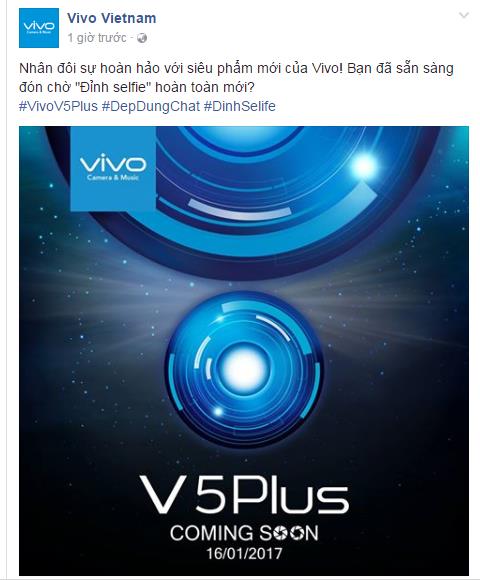 vivo
Vivo Vietnam
1 giờ trước ·
Nhân đôi sự hoàn hảo với siêu phẩm mới của Vivo! Bạn đã sẵn sàng
đón chờ "Đỉnh selfie" hoàn toàn mới?
#VivoV5Plus #DepDungChat #DinhSelife
vivo
Camera & Music
V5Plus
COMING SOON
16/01/2017